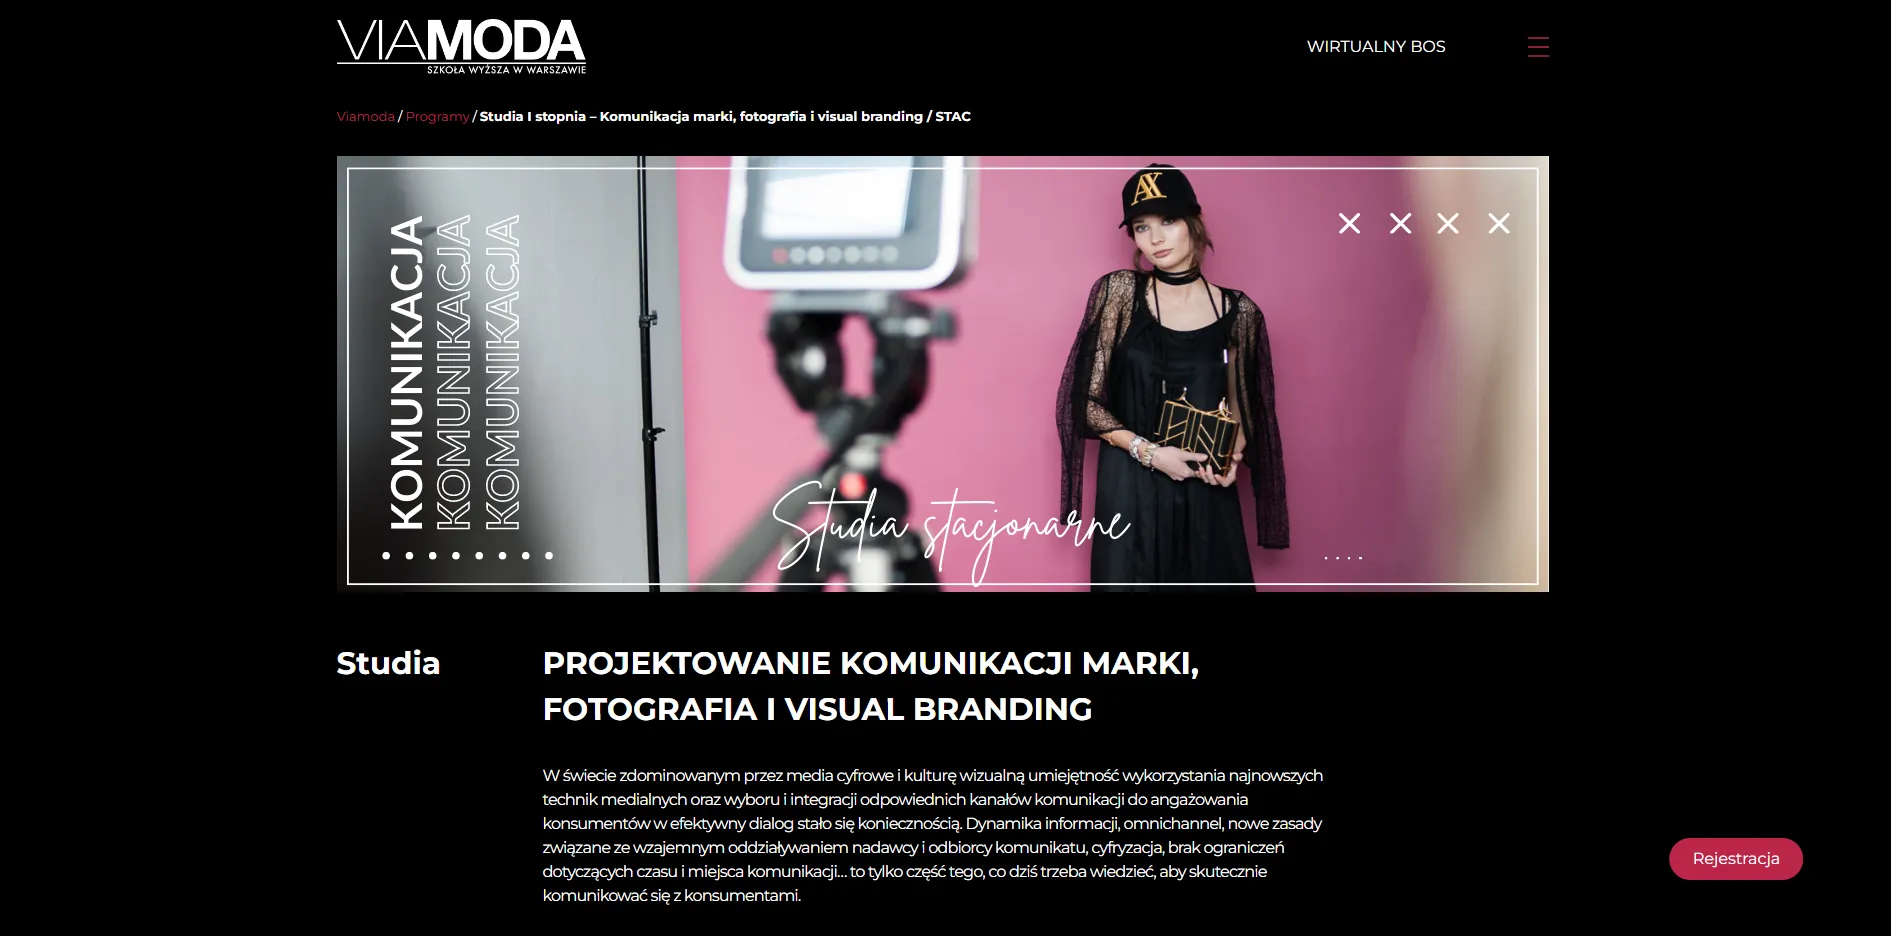 VIAMODA
SZKOŁA WYŻSZA W WARSZAWIE
WIRTUALNY BOS
Viamoda / Programy / Studia I stopnia – Komunikacja marki, fotografia i visual branding / STAC
KOMUNIKACJA
KOMUNIKACJA
KOMUNIKACJA
AX
Studia stacjonarne
Studia
PROJEKTOWANIE KOMUNIKACJI MARKI,
FOTOGRAFIA I VISUAL BRANDING
W świecie zdominowanym przez media cyfrowe i kulturę wizualną umiejętność wykorzystania najnowszych
technik medialnych oraz wyboru i integracji odpowiednich kanałów komunikacji do angażowania
konsumentów w efektywny dialog stało się koniecznością. Dynamika informacji, omnichannel, nowe zasady
związane ze wzajemnym oddziaływaniem nadawcy i odbiorcy komunikatu, cyfryzacja, brak ograniczeń
dotyczących czasu i miejsca komunikacji… to tylko część tego, co dziś trzeba wiedzieć, aby skutecznie
komunikować się z konsumentami.
Rejestracja